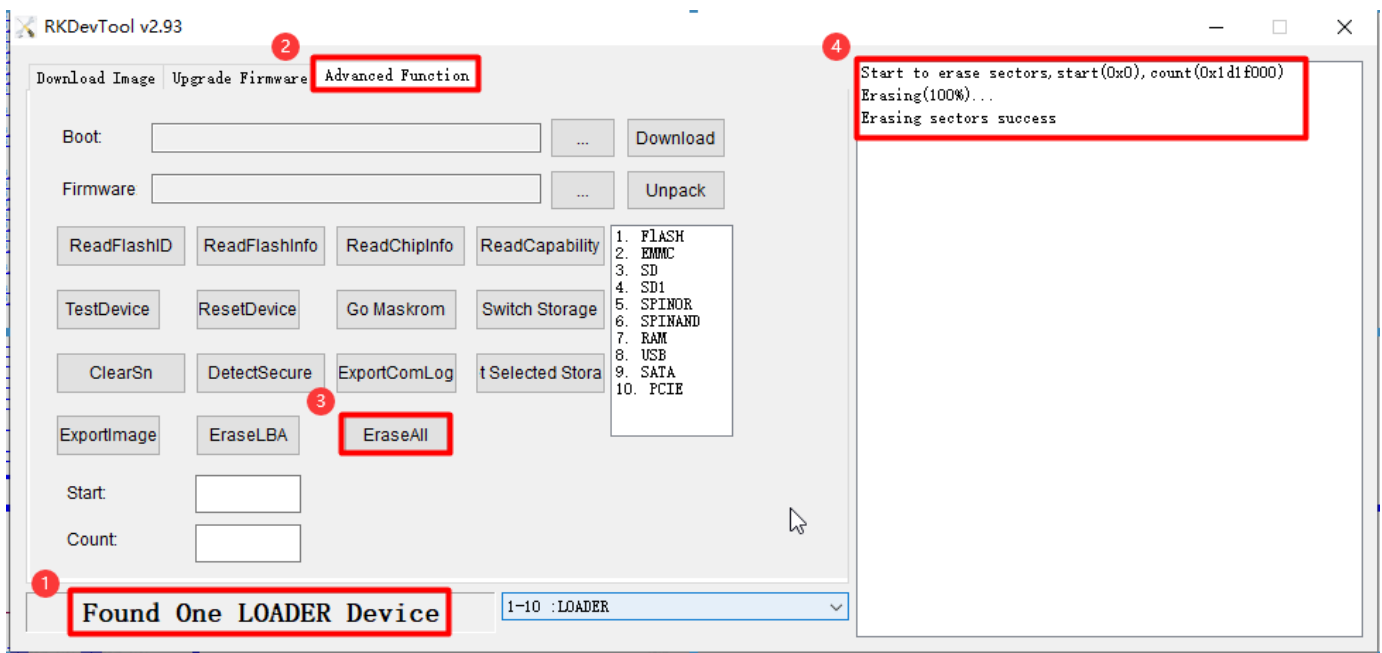 RKDevTool v2.93
2
4
Download Image Upgrade Firmware Advanced Function
Boot: ... Download
Firmware ... Unpack
ReadFlashID ReadFlashInfo ReadChipInfo ReadCapability
TestDevice ResetDevice Go Maskrom Switch Storage
ClearSn DetectSecure ExportComLog t Selected Stora
3
ExportImage EraseLBA EraseAll
1. FlASH
2. EMMC
3. SD
4. SD1
5. SPINOR
6. SPINAND
7. RAM
8. USB
9. SATA
10. PCIE
Start:
Count:
1
Found One LOADER Device
1-10 :LOADER
Start to erase sectors,start(0x0),count(0x1d1f000)
Erasing(100%)...
Erasing sectors success